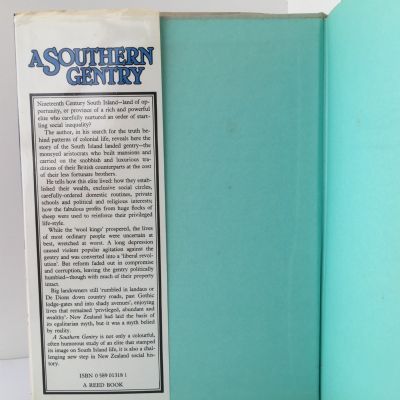 A SOUTHERN
GENTRY
Nineteenth Century South Island—land of op-
portunity, or province of a rich and powerful
elite who carefully nurtured an order of start-
ling social inequality?
The author, in his search for the truth be-
hind patterns of colonial life, reveals here the
story of the South Island landed gentry—the
moneyed aristocrats who built mansions and
carried on the snobbish and luxurious tra-
ditions of their British counterparts at the cost
of their less fortunate brothers.
He tells how this elite lived: how they estab-
lished their wealth, exclusive social circles,
carefully-ordered domestic routines, private
schools and political and religious interests;
how the fabulous profits from huge flocks of
sheep were used to reinforce their privileged
life-style.
While the 'wool kings' prospered, the lives
of most ordinary people were uncertain at
best, wretched at worst. A long depression
caused violent popular agitation against the
gentry and was converted into a 'liberal revol-
ution'. But reform faded out in compromise
and corruption, leaving the gentry politically
humbled—though with much of their property
intact.
Big landowners still 'rumbled in landaus or
De Dions down country roads, past Gothic
lodge-gates and into shady avenues', enjoying
lives that remained 'privileged, abundant and
wealthy'. New Zealand had laid the basis of
its egalitarian myth, but it was a myth belied
by reality.
A Southern Gentry is not only a colourful,
often humorous study of an elite that stamped
its image on South Island life, it is also a chal-
lenging new step in New Zealand social his-
tory.
ISBN 0 589 01318 1
A REED BOOK